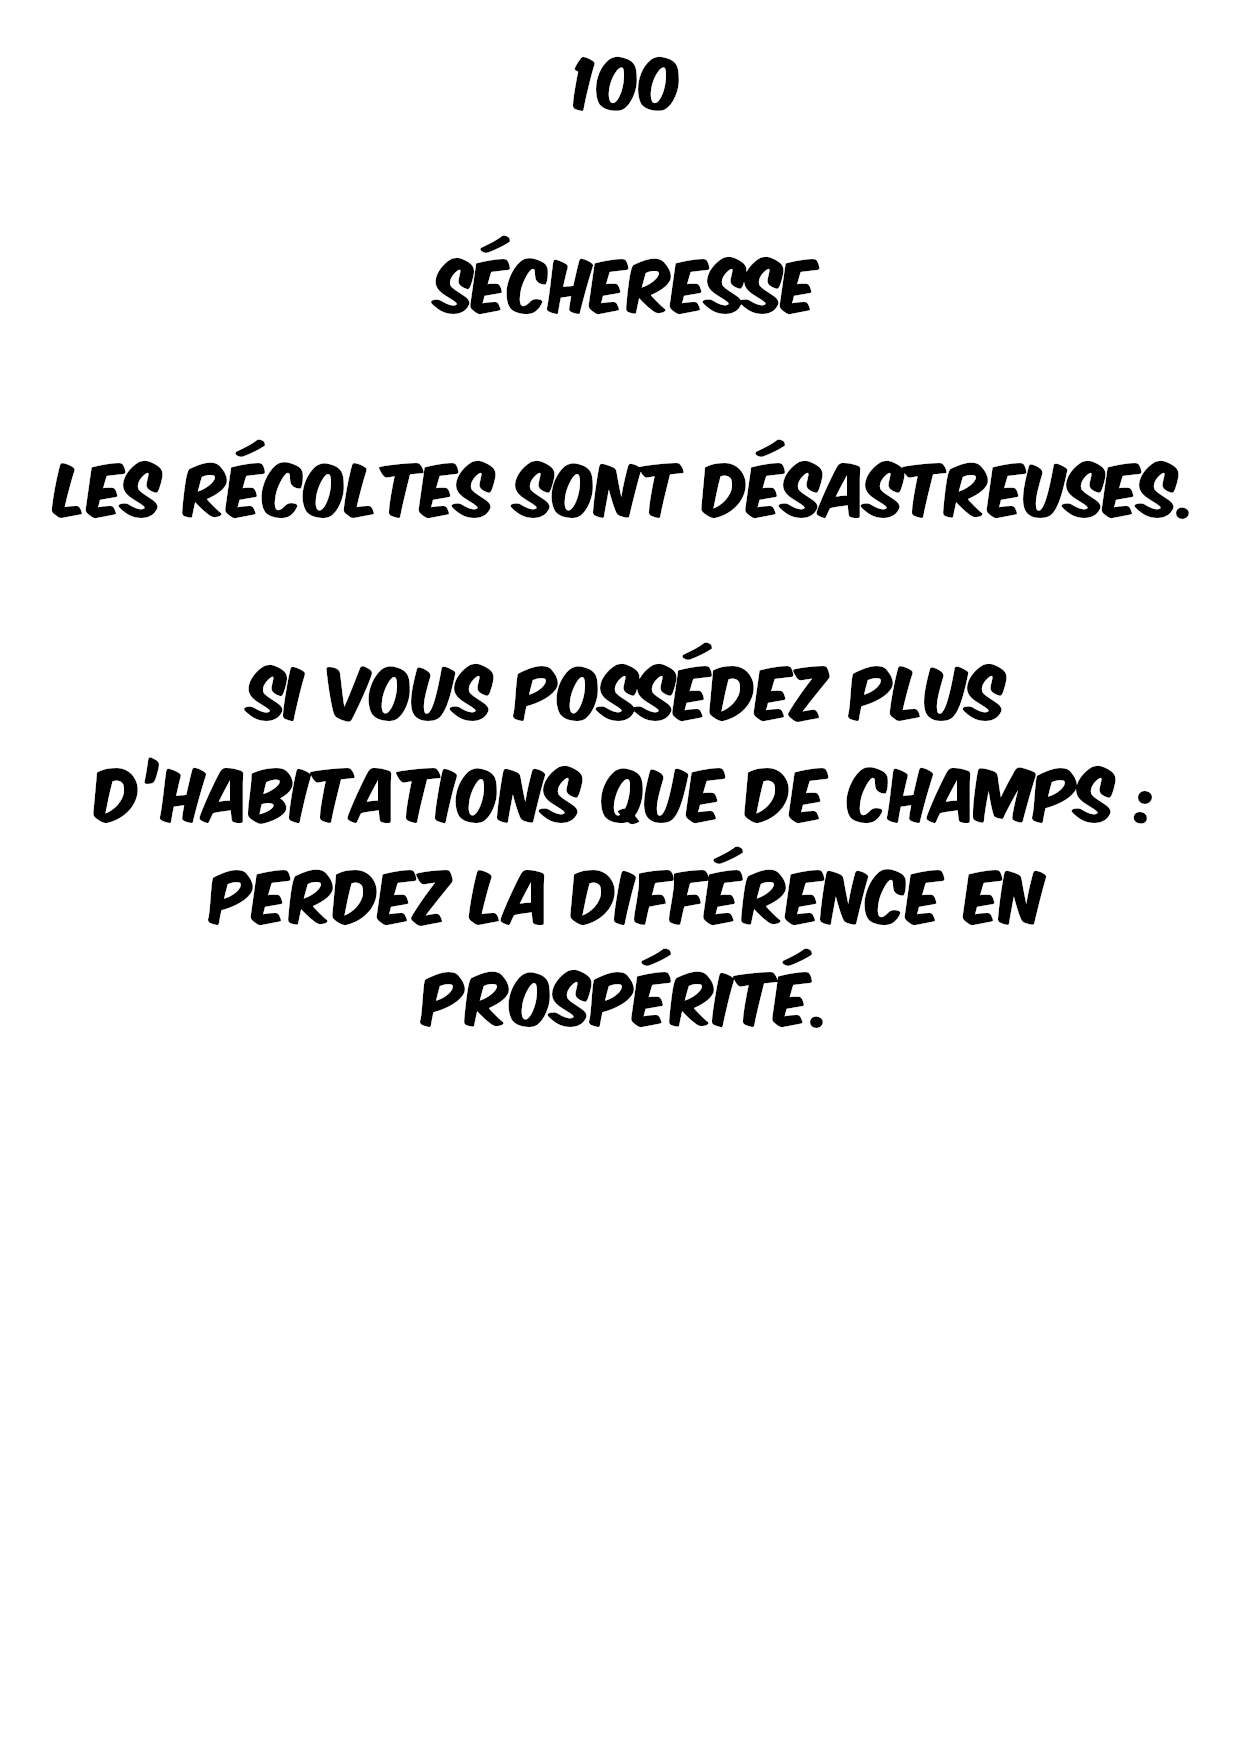 100
SÉCHERESSE
LES RÉCOLTES SONT DÉSASTREUSES.
SI VOUS POSSÉDEZ PLUS
D'HABITATIONS QUE DE CHAMPS :
PERDEZ LA DIFFÉRENCE EN
PROSPÉRITÉ.